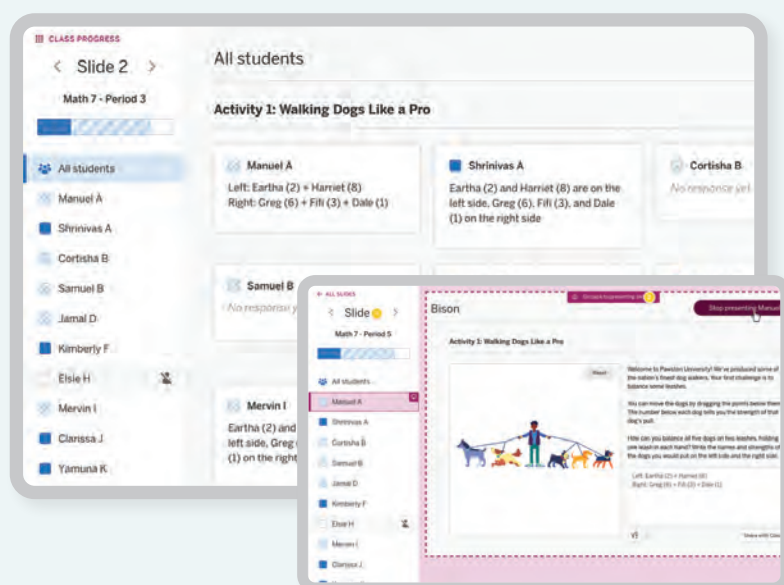 CLASS PROGRESS
< Slide 2 >
Math 7 - Period 3
All students
Manuel A
Shrinivas A
Cortisha B
Samuel B
Jamal D
Kimberly F
Elsie H
Mervin I
Clarissa J
Yamuna K
All students
Activity 1: Walking Dogs Like a Pro
Manuel A
Left: Eartha (2) + Harriet (8)
Right: Greg (6) + Fifi (3) + Dale (1)
Shrinivas A
Eartha (2) and Harriet (8) are on the
left side, Greg (6), Fifi (3), and Dale
(1) on the right side
Cortisha B
No response yet
Samuel B
No response y
Mervin I
Eartha (2) and
left side, Greg
(1) on the right
ALL SLIDES
< Slide >
Math 7 - Period 5
All students
Manuel A
Shrinivas A
Cortisha B
Samuel B
Jamal D
Kimberly F
Elsie H
Mervin I
Clarissa J
Bison
Stop presenting Manuel
Activity 1: Walking Dogs Like a Pro
Reset
Welcome to Pawston University! We've produced some of
the nation's finest dog walkers. Your first challenge is to
balance some leashes.
You can move the dogs by dragging the points below them.
The number below each dog tells you the strength of that
dog's pull.
How can you balance all five dogs on two leashes, holding
one leash in each hand? Write the names and strengths of
the dogs you would put on the left side and the right side.
Left: Eartha (2) + Harriet (8)
Right: Greg (6) + Fifi (3) + Dale (1)
Share with Class